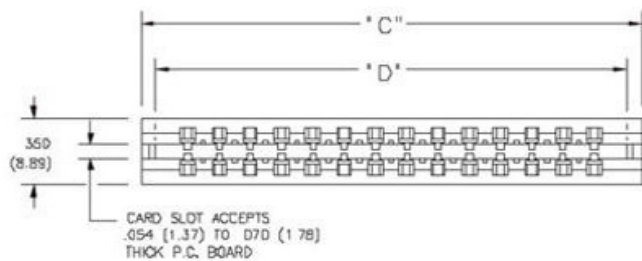 "C"
"D"
.350
(8.89)
CARD SLOT ACCEPTS
.054 (1.37) TO .070 (1.78)
THICK P.C. BOARD